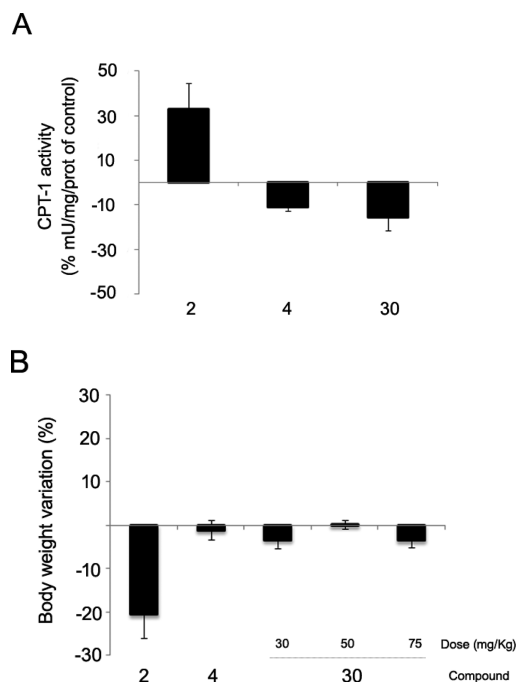 A
CPT-1 activity
(% mU/mg/prot of control)
50
30
10
-10
-30
-50
2 4 30
B
Body weight variation (%)
30
20
10
-10
-20
-30
30 50 75 Dose (mg/Kg)
2 4 30 Compound